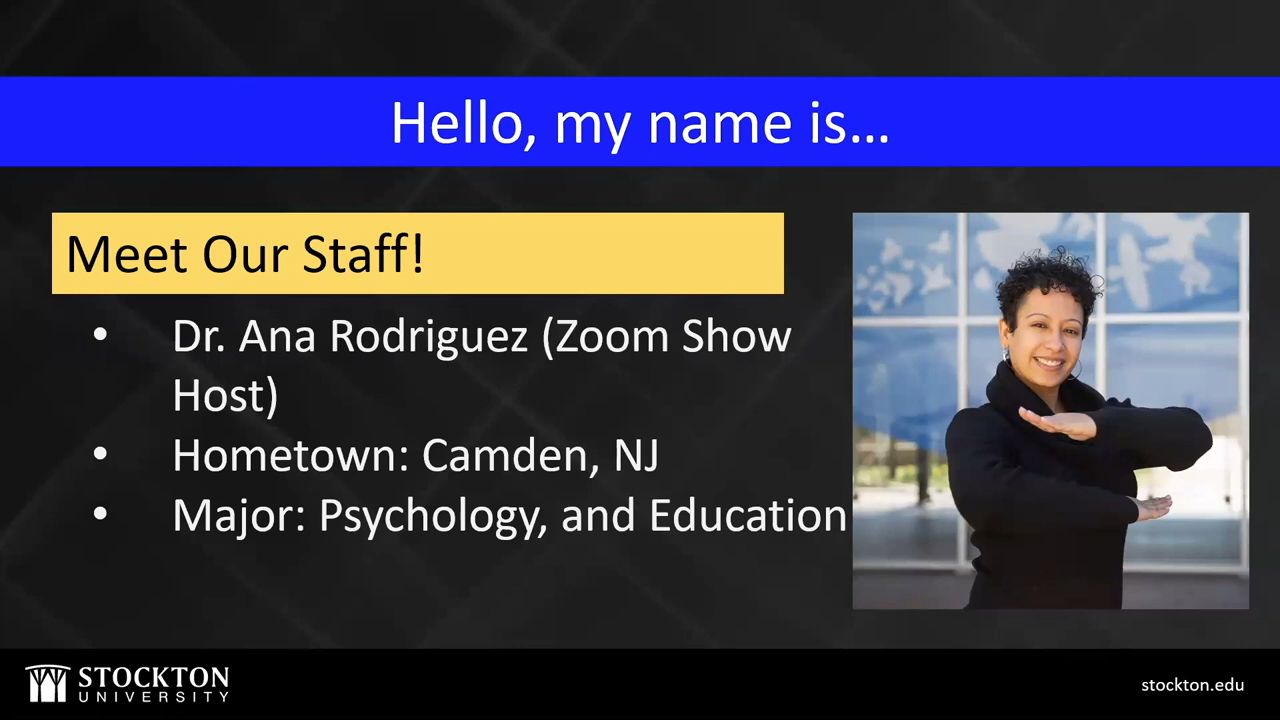 Hello, my name is...
Meet Our Staff!
• Dr. Ana Rodriguez (Zoom Show
Host)
• Hometown: Camden, NJ
• Major: Psychology, and Education
STOCKTON
UNIVERSITY
stockton.edu